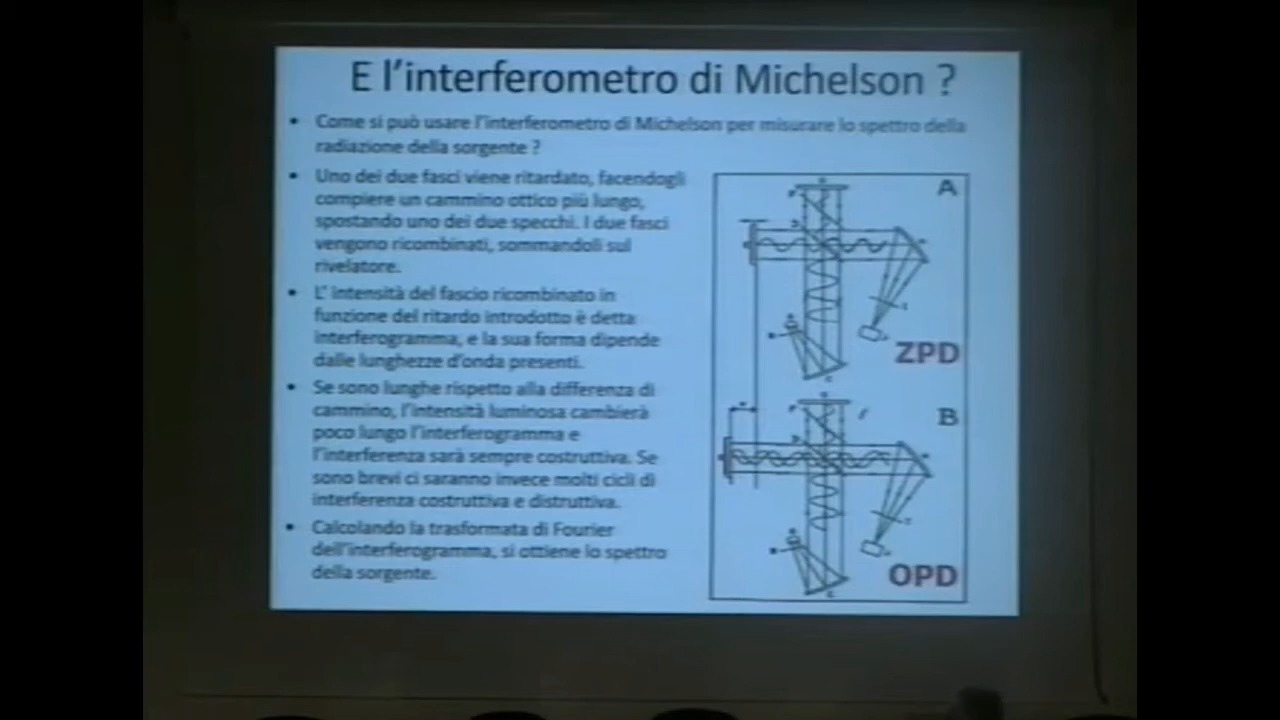 E l'interferometro di Michelson ?
• Come si può usare l'interferometro di Michelson per misurare lo spettro della
radiazione della sorgente ?
• Uno dei due fasci viene ritardato, facendogli
compiere un cammino ottico più lungo,
spostando uno dei due specchi. I due fasci
vengono ricombinati, sommandoli sul
rivelatore.
• L' intensità del fascio ricombinato in
funzione del ritardo introdotto è detta
interferogramma, e la sua forma dipende
dalle lunghezze d'onda presenti.
• Se sono lunghe rispetto alla differenza di
cammino, l'intensità luminosa cambierà
poco lungo l'interferogramma e
l'interferenza sarà sempre costruttiva. Se
sono brevi ci saranno invece molti cicli di
interferenza costruttiva e distruttiva.
• Calcolando la trasformata di Fourier
dell'interferogramma, si ottiene lo spettro
della sorgente.
A
ZPD
B
OPD